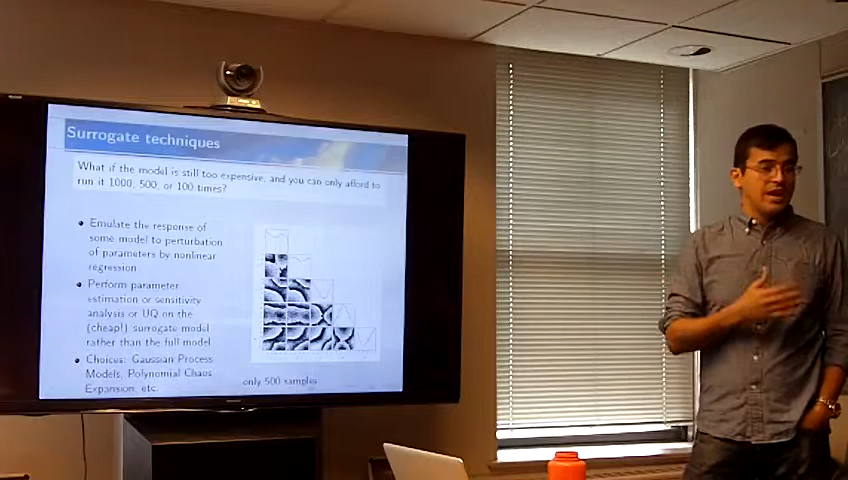 Surrogate techniques
What if the model is still too expensive, and you can only afford to
run it 1000, 500, or 100 times?
Emulate the response of
some model to perturbation
of parameters by nonlinear
regression
Perform parameter
estimation or sensitivity
analysis or UQ on the
(cheap!) surrogate model
rather than the full model
Choices: Gaussian Process
Models, Polynomial Chaos
Expansion, etc.
only 500 samples